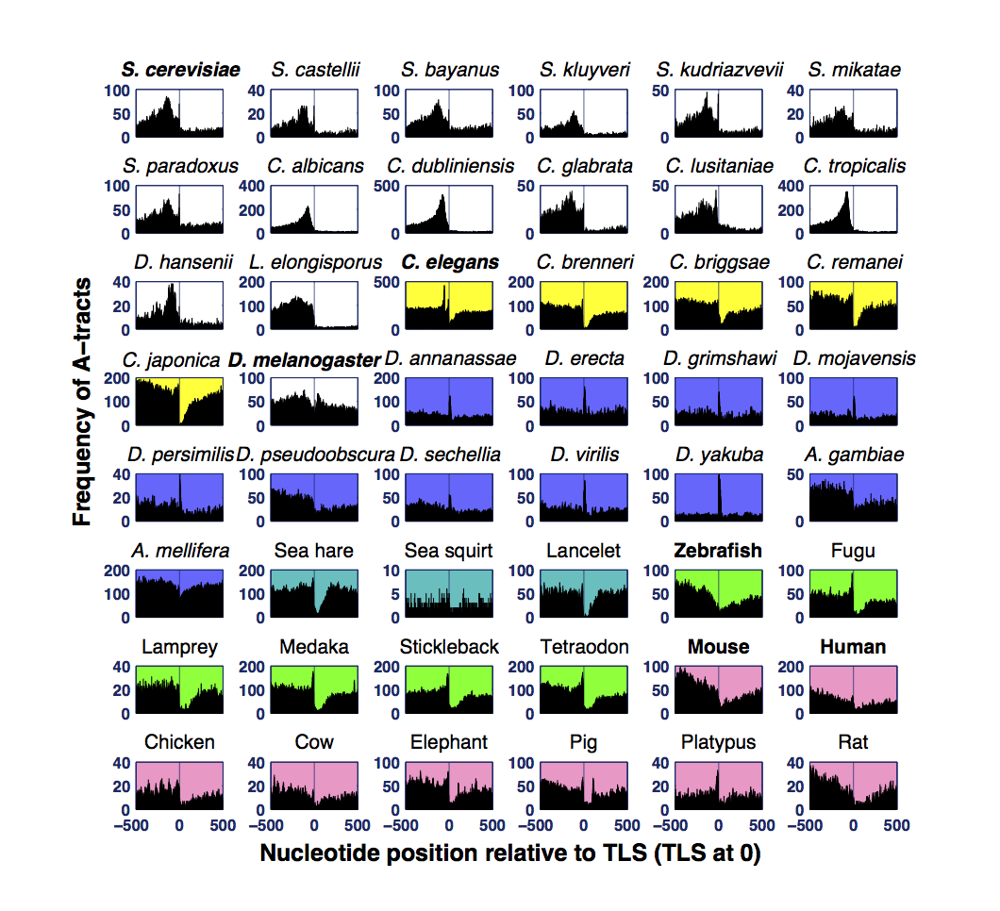 S. cerevisiae S. castellii S. bayanus S. kluyveri S. kudriazvevii S. mikatae
100 40 100 100 50 40
50 20 50 50 20
0 0 0 0 0 0
S. paradoxus C. albicans C. dubliniensis C. glabrata C. lusitaniae C. tropicalis
100 400 500 50 50 400
50 200 200
0 0 0 0 0 0
D. hansenii L. elongisporus C. elegans C. brenneri C. briggsae C. remanei
40 200 500 200 200 100
20 100 100 100 50
0 0 0 0 0 0
C. japonica D. melanogaster D. annanassae D. erecta D. grimshawi D. mojavensis
200 100 200 100 100 200
100 50 100 50 50 100
0 0 0 0 0 0
D. persimilis D. pseudoobscura D. sechellia D. virilis D. yakuba A. gambiae
40 100 100 100 100 50
20 50 50 50 50
0 0 0 0 0 0
A. mellifera Sea hare Sea squirt Lancelet Zebrafish Fugu
200 200 10 100 100 100
100 100 5 50 50 50
0 0 0 0 0 0
Lamprey Medaka Stickleback Tetraodon Mouse Human
40 200 200 200 100 200
20 100 100 100 50 100
0 0 0 0 0 0
Chicken Cow Elephant Pig Platypus Rat
40 40 100 100 40 40
20 20 50 50 20 20
0 0 0 0 0 0
−500 0 500 −500 0 500 −500 0 500 −500 0 500 −500 0 500 −500 0 500
Nucleotide position relative to TLS (TLS at 0)
Frequency of A−tracts